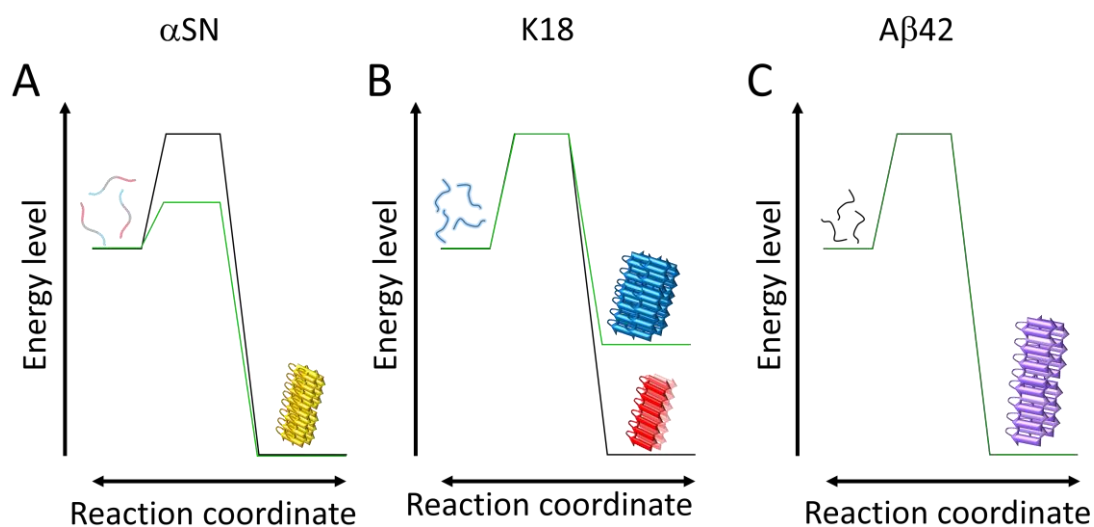 αSN
K18
Aβ42
A
B
C
Energy level
Energy level
Energy level
Reaction coordinate
Reaction coordinate
Reaction coordinate